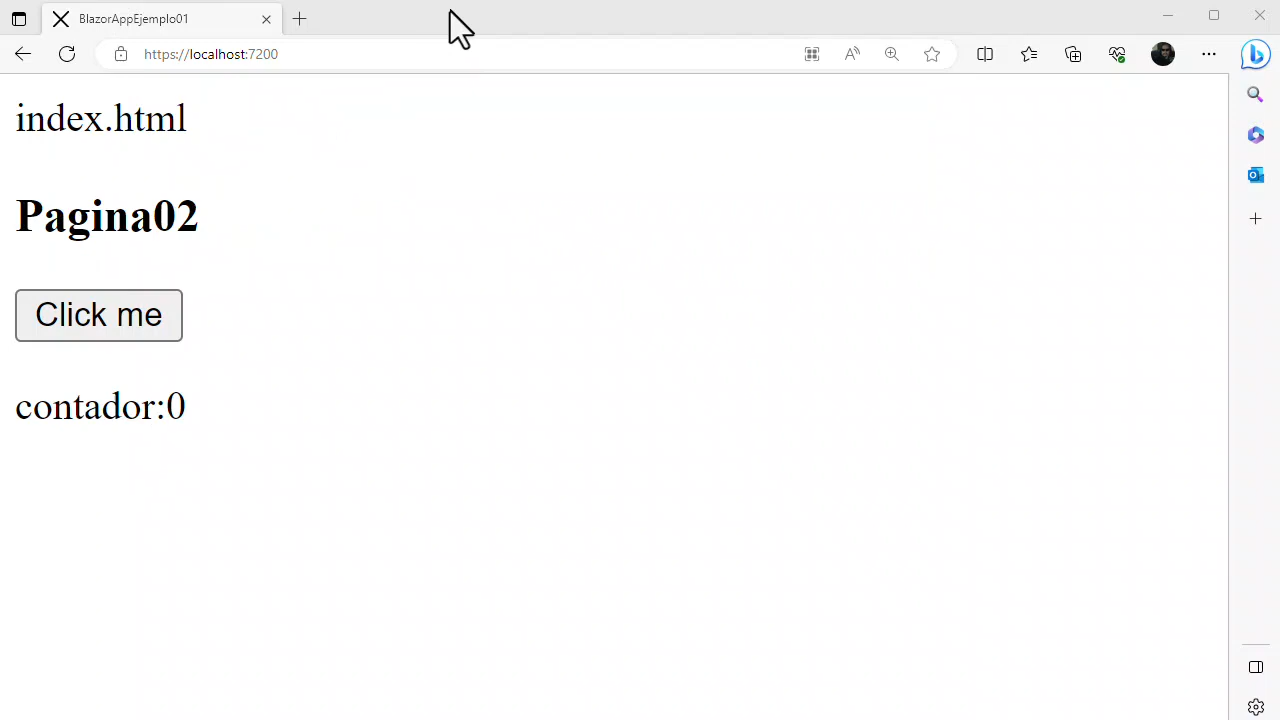 BlazorAppEjemplo01
https://localhost:7200
index.html
Pagina02
Click me
contador:0